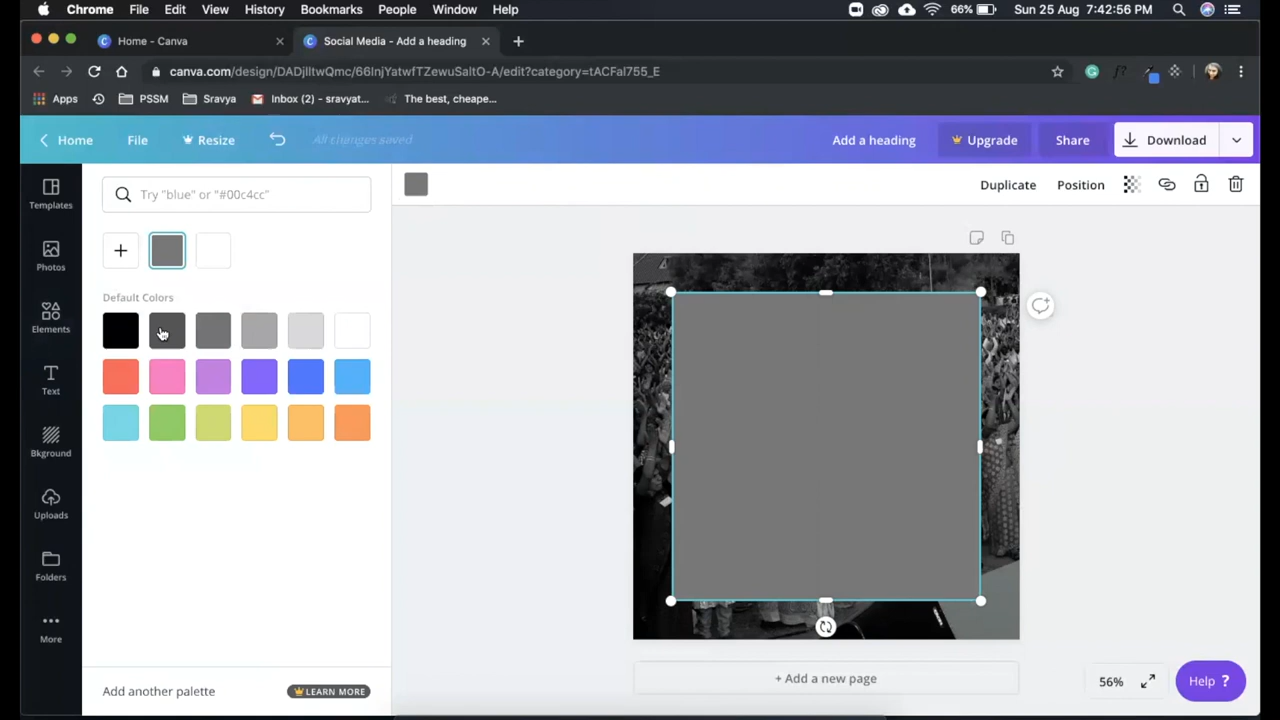 Chrome File Edit View History Bookmarks People Window Help 66% Sun 25 Aug 7:42:56 PM
Home - Canva Social Media - Add a heading
canva.com/design/DADjIltwQmc/66lnjYatwfTZewuSaltO-A/edit?category=tACFal755_E
Apps PSSM Sravya Inbox (2) - sravyat... The best, cheape...
Home File Resize All changes saved Add a heading Upgrade Share Download
Templates
Photos
Elements
Text
Bkground
Uploads
Folders
More
Try "blue" or "#00c4cc"
Default Colors
Add another palette LEARN MORE
Duplicate Position
+ Add a new page
56%
Help ?